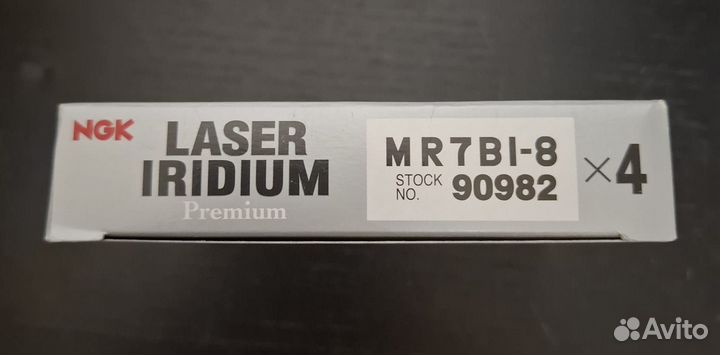 NGK LASER
IRIDIUM
Premium
MR7BI-8
STOCK
NO. 90982
×4
Avito